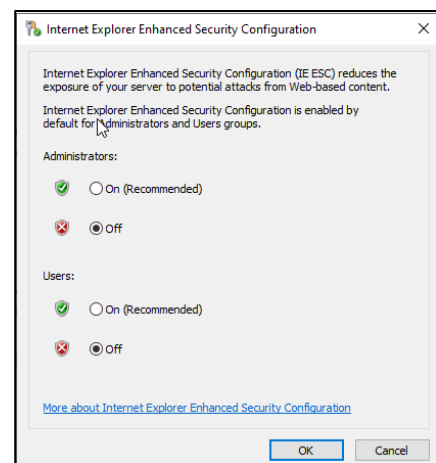 Internet Explorer Enhanced Security Configuration
Internet Explorer Enhanced Security Configuration (IE ESC) reduces the
exposure of your server to potential attacks from Web-based content.
Internet Explorer Enhanced Security Configuration is enabled by
default for Administrators and Users groups.
Administrators:
On (Recommended)
Off
Users:
On (Recommended)
Off
More about Internet Explorer Enhanced Security Configuration
OK Cancel